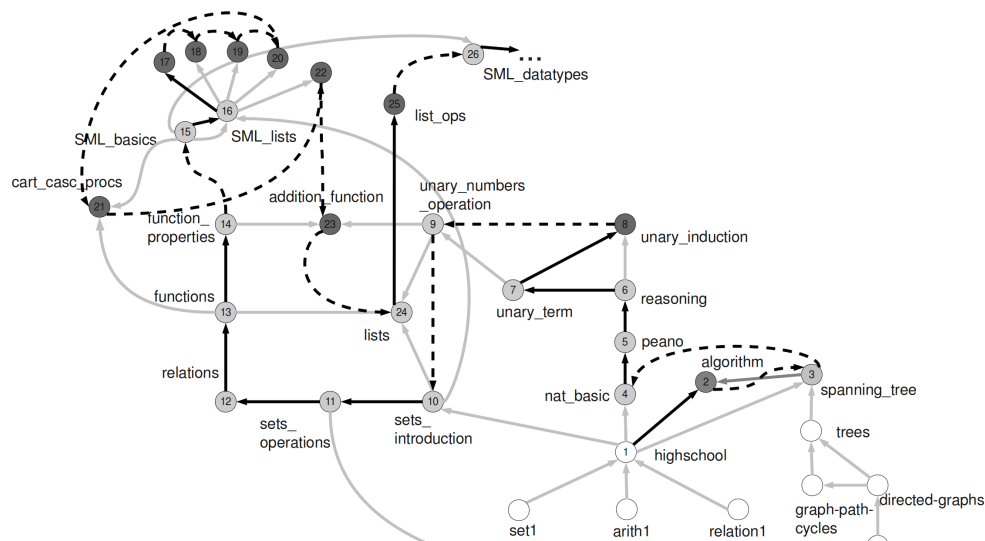 18
19
20
17
22
26
SML_datatypes
....
25
list_ops
16
SML_lists
15
SML_basics
cart_casc_procs
21
addition_function
unary_numbers
_operation
function_
properties
14
23
9
8
unary_induction
functions
13
24
lists
7
unary_term
6
reasoning
5
peano
algorithm
relations
2
3
spanning_tree
nat_basic
4
12
11
10
sets_
operations
sets_
introduction
trees
1
highschool
directed-graphs
graph-path-
cycles
set1
arith1
relation1